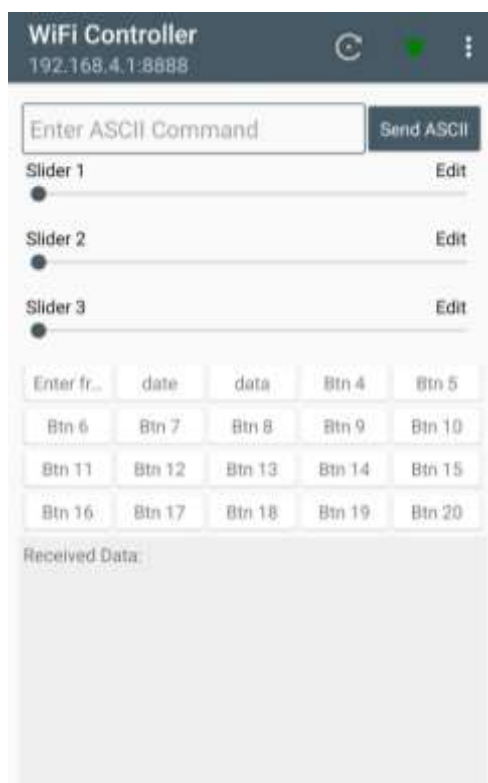 WiFi Controller
192.168.4.1:8888
Enter ASCII Command Send ASCII
Slider 1 Edit
Slider 2 Edit
Slider 3 Edit
Enter fr... date data Btn 4 Btn 5
Btn 6 Btn 7 Btn 8 Btn 9 Btn 10
Btn 11 Btn 12 Btn 13 Btn 14 Btn 15
Btn 16 Btn 17 Btn 18 Btn 19 Btn 20
Received Data: